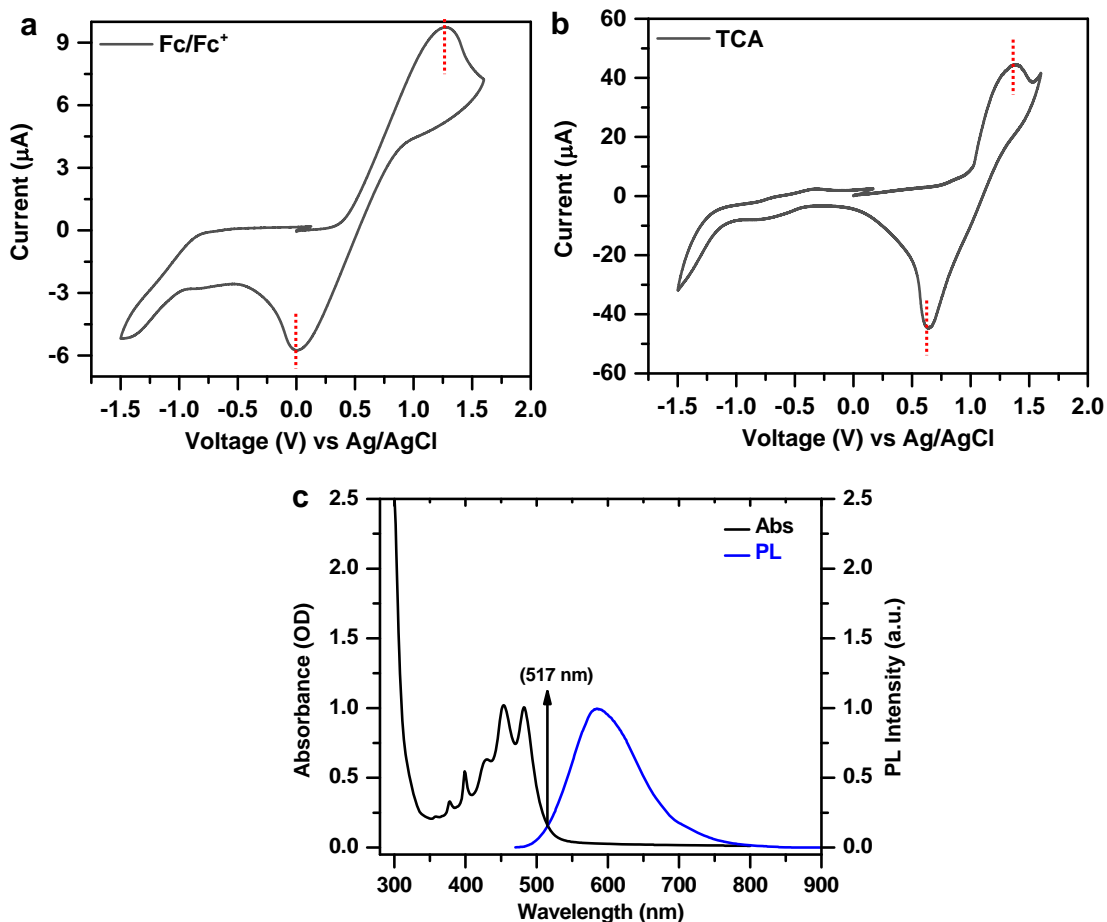 a
Fc/Fc⁺
9
6
3
0
-3
-6
Current (μA)
-1.5 -1.0 -0.5 0.0 0.5 1.0 1.5 2.0
Voltage (V) vs Ag/AgCl
b
TCA
60
40
20
0
-20
-40
-60
Current (μA)
-1.5 -1.0 -0.5 0.0 0.5 1.0 1.5 2.0
Voltage (V) vs Ag/AgCl
c
Abs
PL
(517 nm)
2.5
2.0
1.5
1.0
0.5
0.0
Absorbance (OD)
2.5
2.0
1.5
1.0
0.5
0.0
PL Intensity (a.u.)
300 400 500 600 700 800 900
Wavelength (nm)